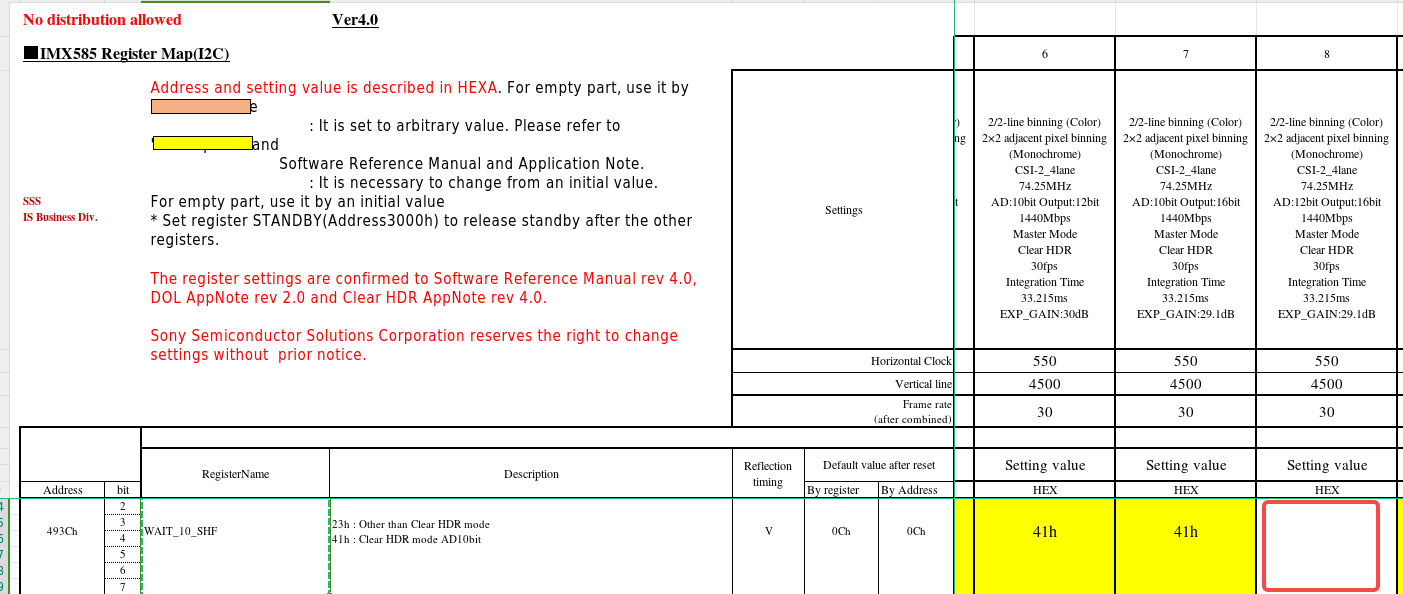 No distribution allowed
Ver4.0
■IMX585 Register Map(I2C)
Address and setting value is described in HEXA. For empty part, use it by
e
: It is set to arbitrary value. Please refer to
and
Software Reference Manual and Application Note.
: It is necessary to change from an initial value.
SSS
IS Business Div.
For empty part, use it by an initial value
* Set register STANDBY(Address3000h) to release standby after the other
registers.
The register settings are confirmed to Software Reference Manual rev 4.0,
DOL AppNote rev 2.0 and Clear HDR AppNote rev 4.0.
Sony Semiconductor Solutions Corporation reserves the right to change
settings without  prior notice.
6
7
8
Settings
)
ng
t
2/2-line binning (Color)
2×2 adjacent pixel binning
(Monochrome)
CSI-2_4lane
74.25MHz
AD:10bit Output:12bit
1440Mbps
Master Mode
Clear HDR
30fps
Integration Time
33.215ms
EXP_GAIN:30dB
2/2-line binning (Color)
2×2 adjacent pixel binning
(Monochrome)
CSI-2_4lane
74.25MHz
AD:10bit Output:16bit
1440Mbps
Master Mode
Clear HDR
30fps
Integration Time
33.215ms
EXP_GAIN:29.1dB
2/2-line binning (Color)
2×2 adjacent pixel binning
(Monochrome)
CSI-2_4lane
74.25MHz
AD:12bit Output:16bit
1440Mbps
Master Mode
Clear HDR
30fps
Integration Time
33.215ms
EXP_GAIN:29.1dB
Horizontal Clock 550 550 550
Vertical line 4500 4500 4500
Frame rate
(after combined) 30 30 30
Address bit RegisterName Description
Reflection
timing
Default value after reset
By register By Address
Setting value Setting value Setting value
HEX HEX HEX
493Ch
2
3
4
5
6
7
WAIT_10_SHF
23h : Other than Clear HDR mode
41h : Clear HDR mode AD10bit
V 0Ch 0Ch 41h 41h